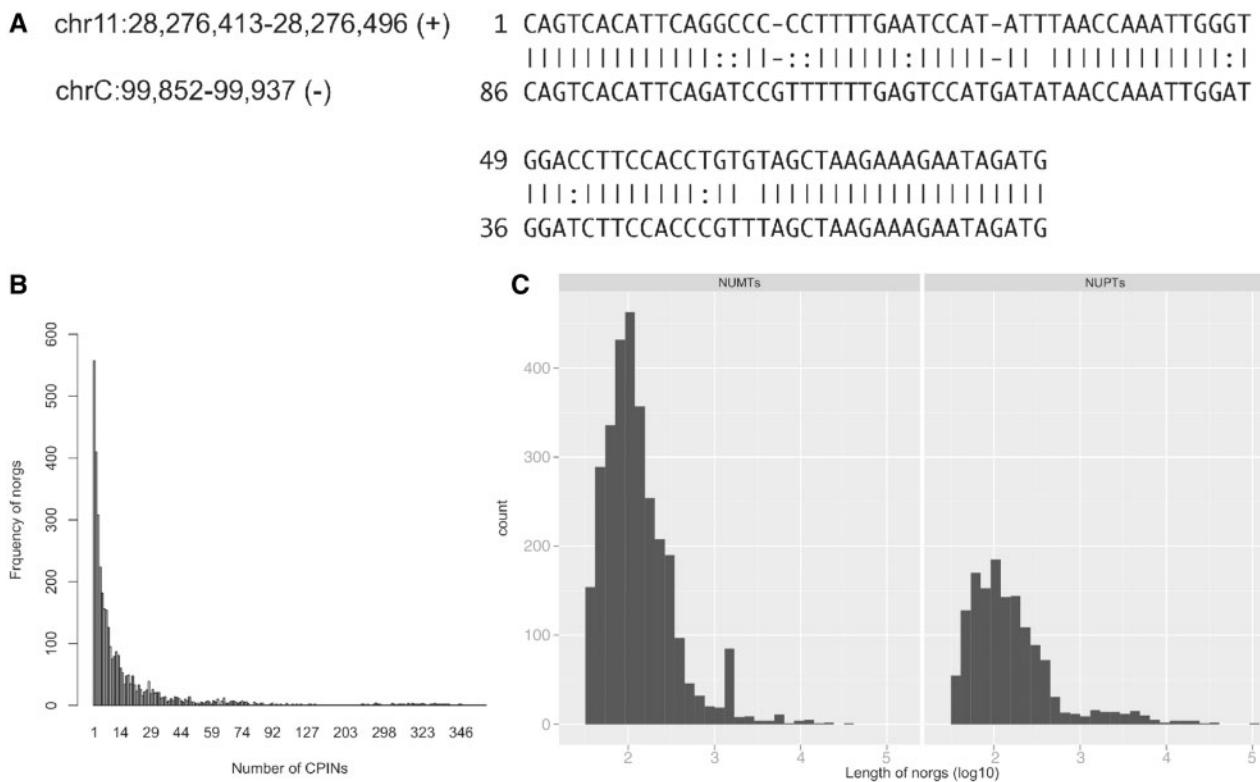 A chr11:28,276,413-28,276,496 (+) 1 CAGTCACATTCAGGCCC-CCTTTTGAATCCAT-ATTTAACCAAATTGGGT
|||||||||||||::||-::||||||:|||||-|| ||||||||||||:|
chrC:99,852-99,937 (-) 86 CAGTCACATTCAGATCCGTTTTTTGAGTCCATGATATAACCAAATTGGAT
49 GGACCTTCCACCTGTGTAGCTAAGAAAGAATAGATG
|||:||||||||:|| ||||||||||||||||||||
36 GGATCTTCCACCCGTTTAGCTAAGAAAGAATAGATG
B
Frquency of norgs
600
500
400
300
200
100
0
1 14 29 44 59 74 92 127 203 298 323 346
Number of CPINs
C
NUMTs NUPTs
count
400
300
200
100
0
2 3 4 5 2 3 4 5
Length of norgs (log10)